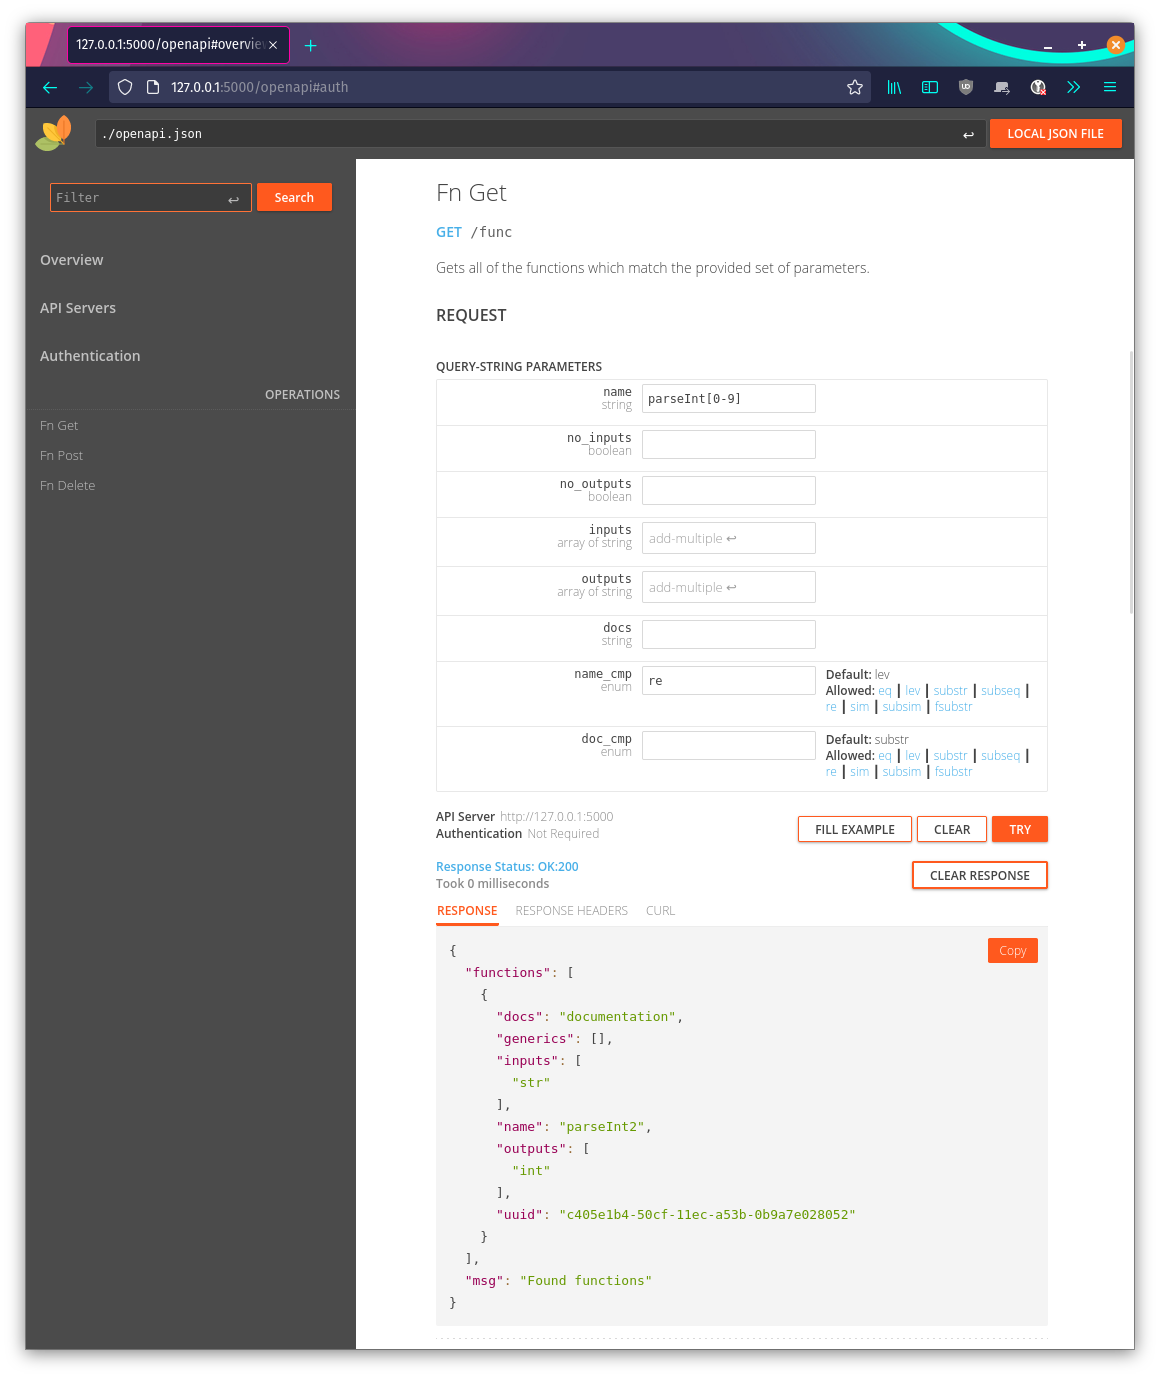 127.0.0.1:5000/openapi#overvie
127.0.0.1:5000/openapi#auth
./openapi.json ↩ LOCAL JSON FILE
Filter ↩ Search
Overview
API Servers
Authentication
OPERATIONS
Fn Get
Fn Post
Fn Delete
Fn Get
GET /func
Gets all of the functions which match the provided set of parameters.
REQUEST
QUERY-STRING PARAMETERS
name
string
parseInt[0-9]
no_inputs
boolean
no_outputs
boolean
inputs
array of string
add-multiple ↩
outputs
array of string
add-multiple ↩
docs
string
name_cmp
enum
re
Default: lev
Allowed: eq | lev | substr | subseq |
re | sim | subsim | fsubstr
doc_cmp
enum
Default: substr
Allowed: eq | lev | substr | subseq |
re | sim | subsim | fsubstr
API Server http://127.0.0.1:5000
Authentication Not Required
FILL EXAMPLE CLEAR TRY
Response Status: OK:200
Took 0 milliseconds
CLEAR RESPONSE
RESPONSE RESPONSE HEADERS CURL
Copy
{
"functions": [
{
"docs": "documentation",
"generics": [],
"inputs": [
"str"
],
"name": "parseInt2",
"outputs": [
"int"
],
"uuid": "c405e1b4-50cf-11ec-a53b-0b9a7e028052"
}
],
"msg": "Found functions"
}